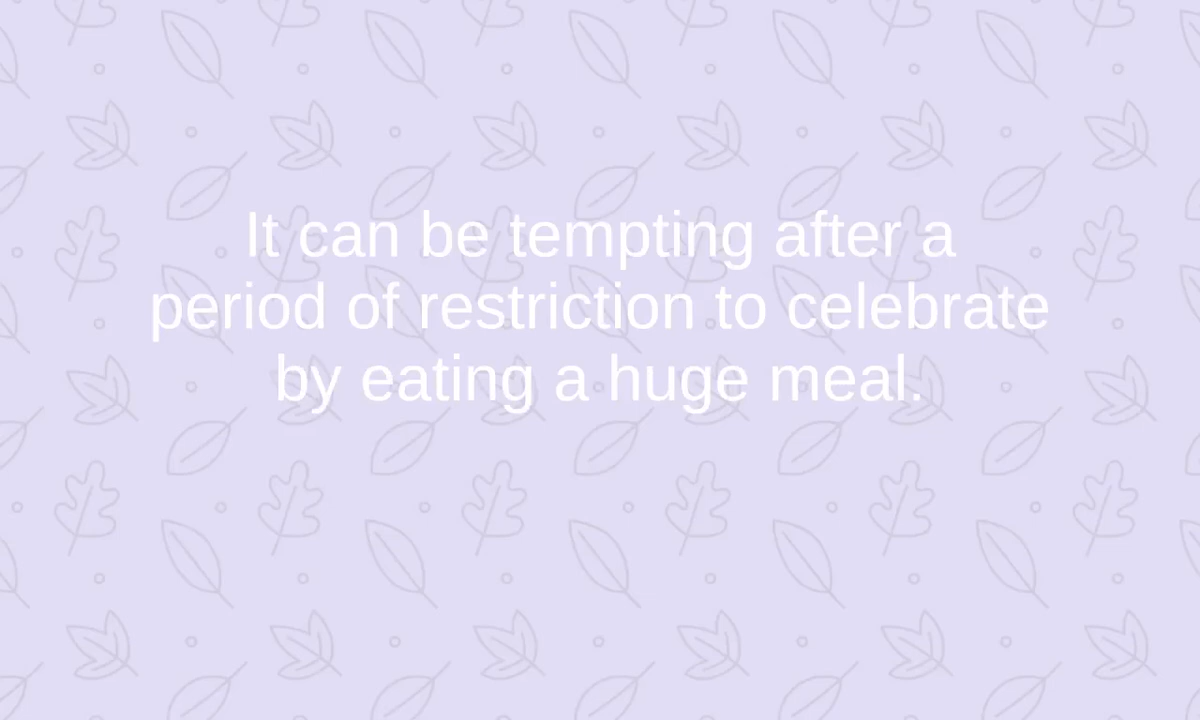 It can be tempting after a
period of restriction to celebrate
by eating a huge meal.